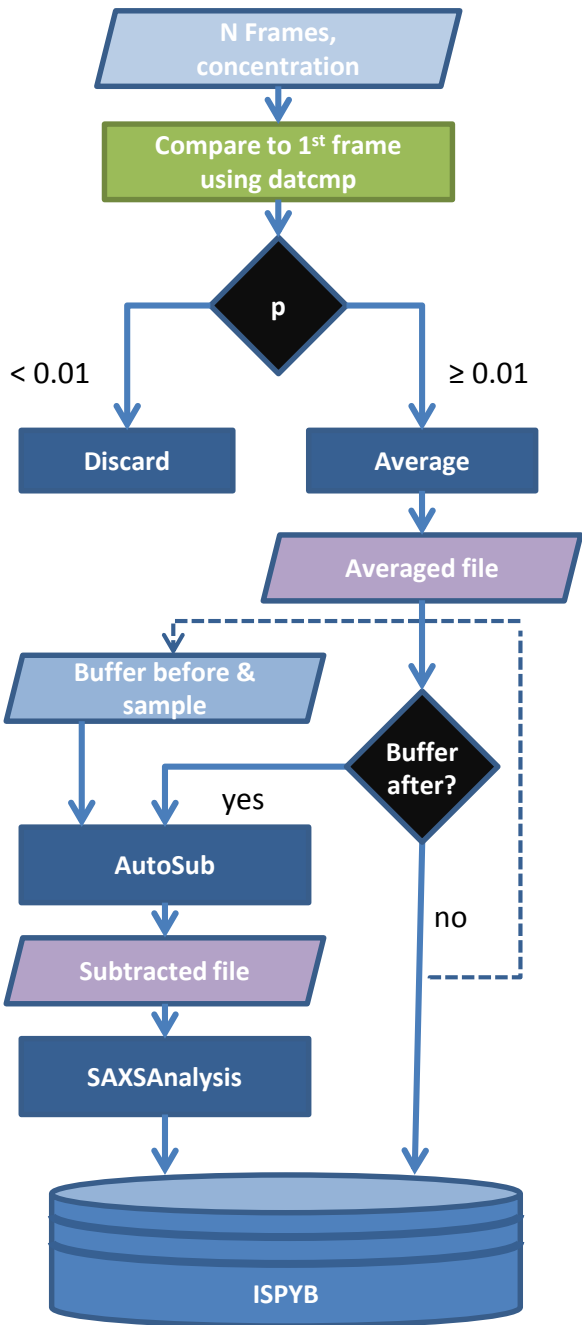 N Frames,
concentration
Compare to 1st frame
using datcmp
p
< 0.01
≥ 0.01
Discard
Average
Averaged file
Buffer before &
sample
Buffer
after?
yes
AutoSub
no
Subtracted file
SAXSAnalysis
ISPYB